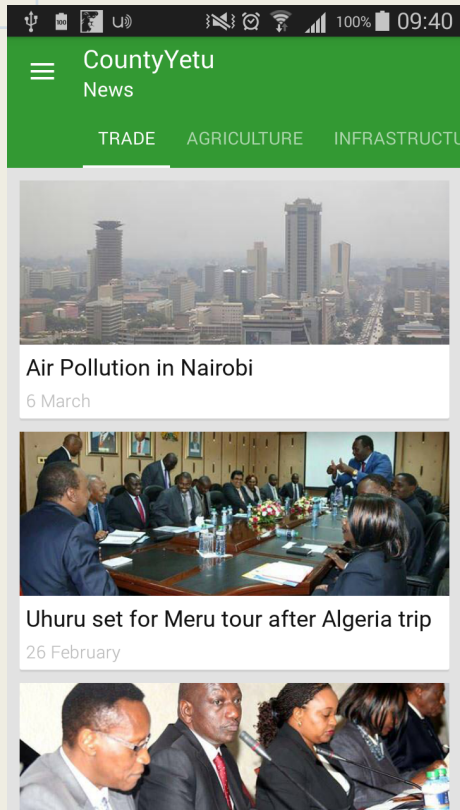 100
100%
09:40
CountyYetu
News
TRADE
AGRICULTURE
INFRASTRUCTU
Air Pollution in Nairobi
6 March
Uhuru set for Meru tour after Algeria trip
26 February